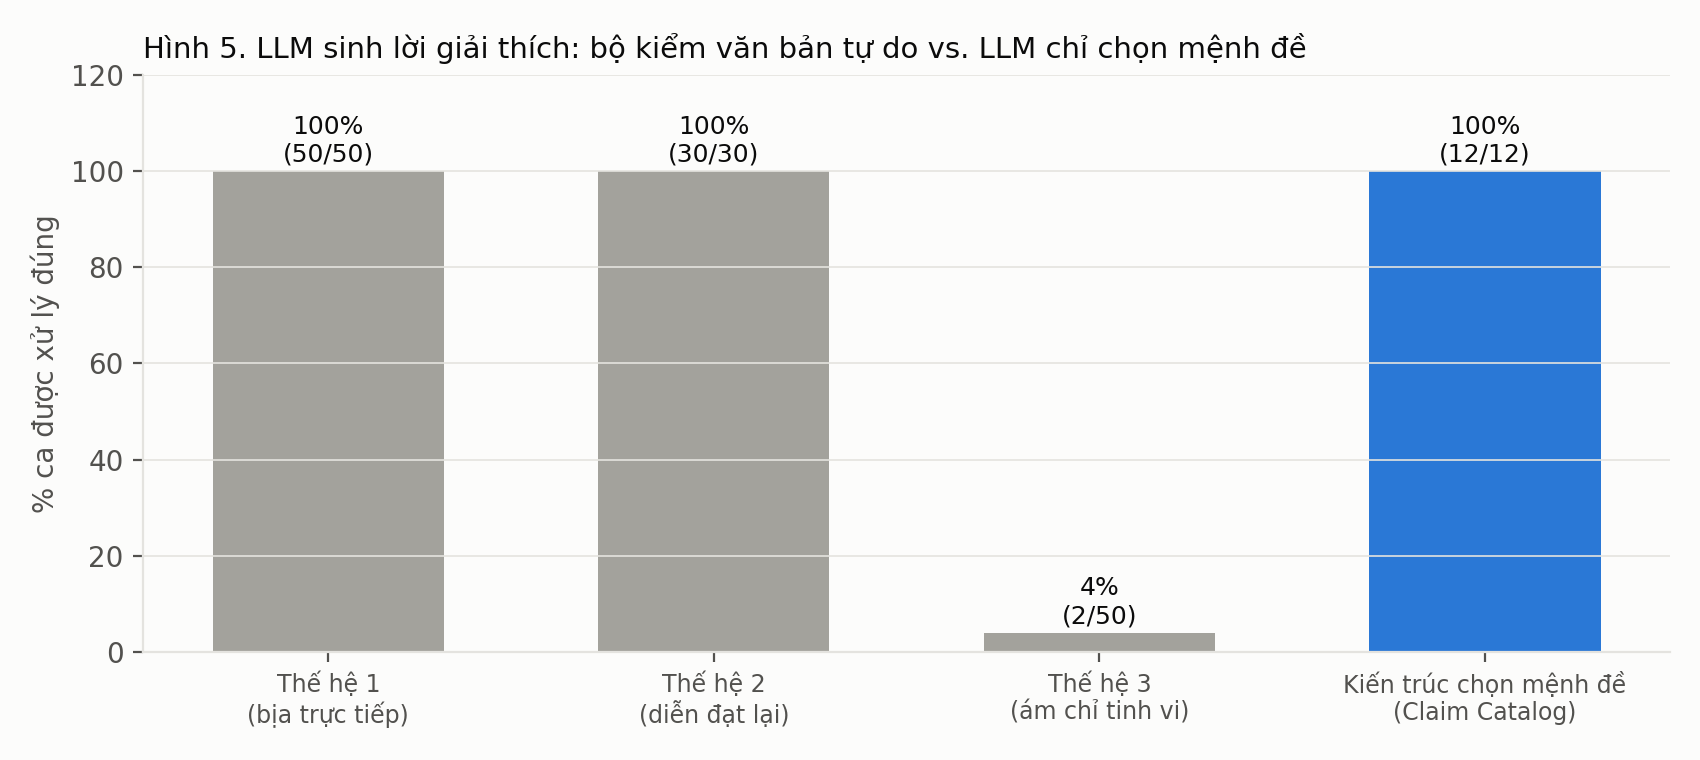 Hình 5. LLM sinh lời giải thích: bộ kiểm văn bản tự do vs. LLM chỉ chọn mệnh đề
% ca được xử lý đúng
120
100
80
60
40
20
0
100%
(50/50)
100%
(30/30)
4%
(2/50)
100%
(12/12)
Thế hệ 1
(bịa trực tiếp)
Thế hệ 2
(diễn đạt lại)
Thế hệ 3
(ám chỉ tinh vi)
Kiến trúc chọn mệnh đề
(Claim Catalog)